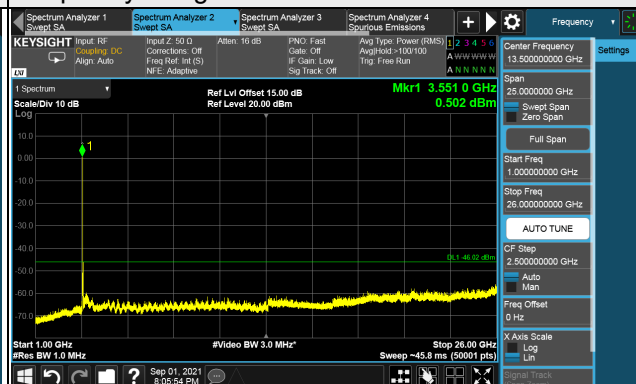 Spectrum Analyzer 1
Swept SA
Spectrum Analyzer 2
Swept SA
Spectrum Analyzer 3
Swept SA
Spectrum Analyzer 4
Spurious Emissions
Frequency
KEYSIGHT
Input: RF
Coupling: DC
Align: Auto
Input Z: 50 Ω
Corrections: Off
Freq Ref: Int (S)
NFE: Adaptive
Atten: 16 dB
PNO: Fast
Gate: Off
IF Gain: Low
Sig Track: Off
Avg Type: Power (RMS)
Avg|Hold:>100/100
Trig: Free Run
1 2 3 4 5 6
A W W W W W
A N N N N N
LXI
1 Spectrum
Scale/Div 10 dB
Log
Ref Lvl Offset 15.00 dB
Ref Level 20.00 dBm
Mkr1 3.551 0 GHz
0.502 dBm
10.0
0.00
-10.0
-20.0
-30.0
-40.0
-50.0
-60.0
-70.0
1
DL1 -46.02 dBm
Start 1.00 GHz
#Res BW 1.0 MHz
#Video BW 3.0 MHz*
Stop 26.00 GHz
Sweep ~45.8 ms (50001 pts)
Sep 01, 2021
8:05:54 PM
Center Frequency
13.500000000 GHz
Settings
Span
25.0000000 GHz
Swept Span
Zero Span
Full Span
Start Freq
1.000000000 GHz
Stop Freq
26.000000000 GHz
AUTO TUNE
CF Step
2.500000000 GHz
Auto
Man
Freq Offset
0 Hz
X Axis Scale
Log
Lin
Signal Track